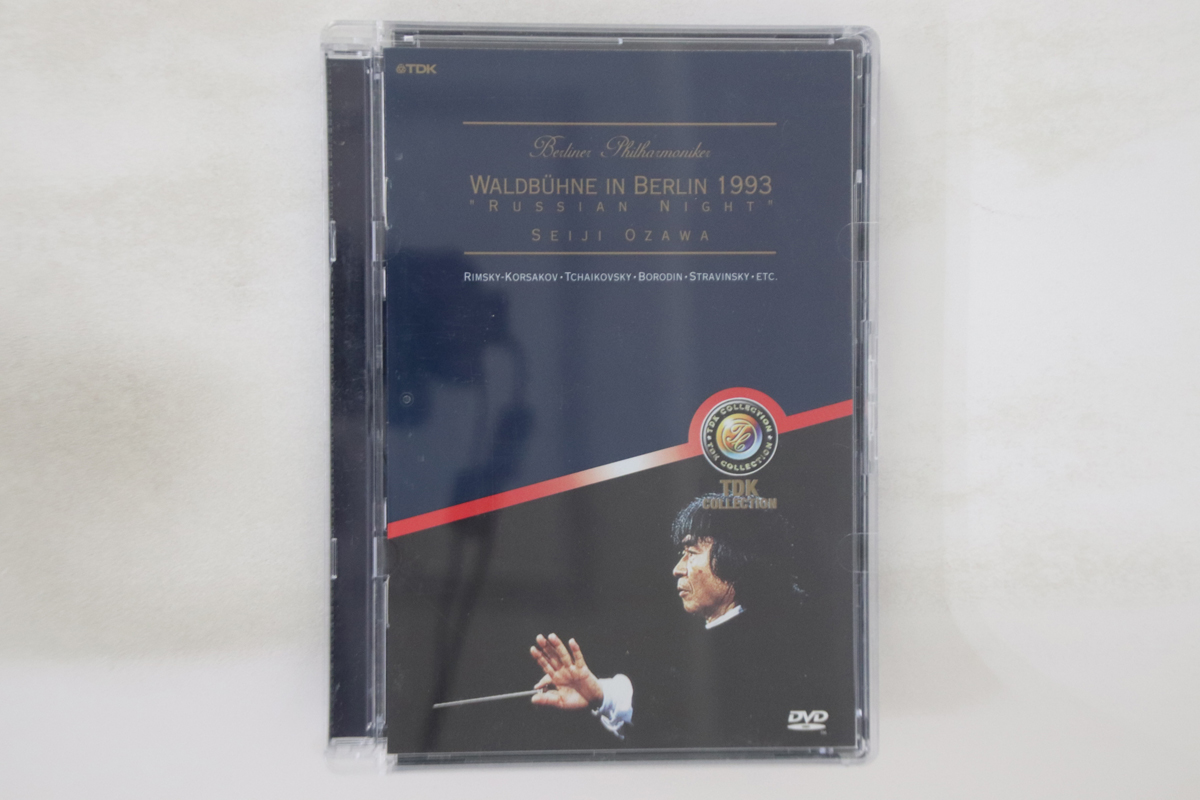 TDK
Berliner Philharmoniker
WALDBÜHNE IN BERLIN 1993
"RUSSIAN NIGHT"
SEIJI OZAWA
RIMSKY-KORSAKOV・TCHAIKOVSKY・BORODIN・STRAVINSKY・ETC.
TDK COLLECTION
TC
TDK COLLECTION
TDK
COLLECTION
DVD